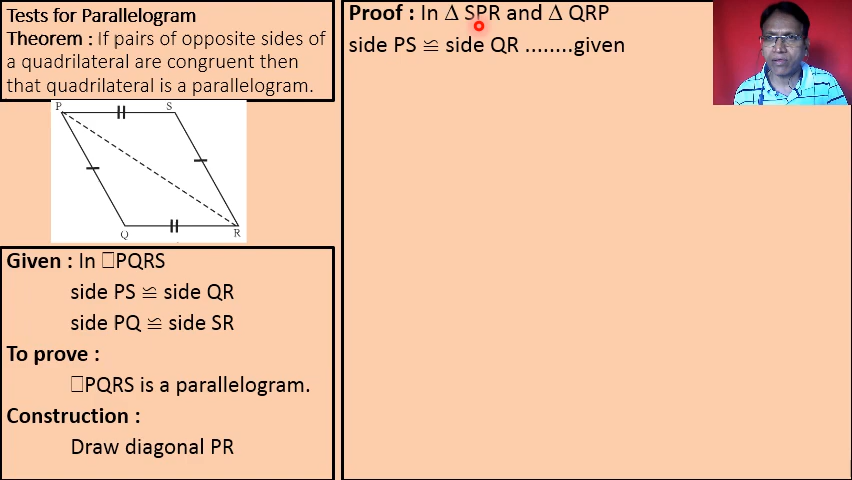 Tests for Parallelogram
Theorem : If pairs of opposite sides of
a quadrilateral are congruent then
that quadrilateral is a parallelogram.
P S
Q R
Given : In □PQRS
side PS ≌ side QR
side PQ ≌ side SR
To prove :
□PQRS is a parallelogram.
Construction :
Draw diagonal PR
Proof : In Δ SPR and Δ QRP
side PS ≌ side QR ........given